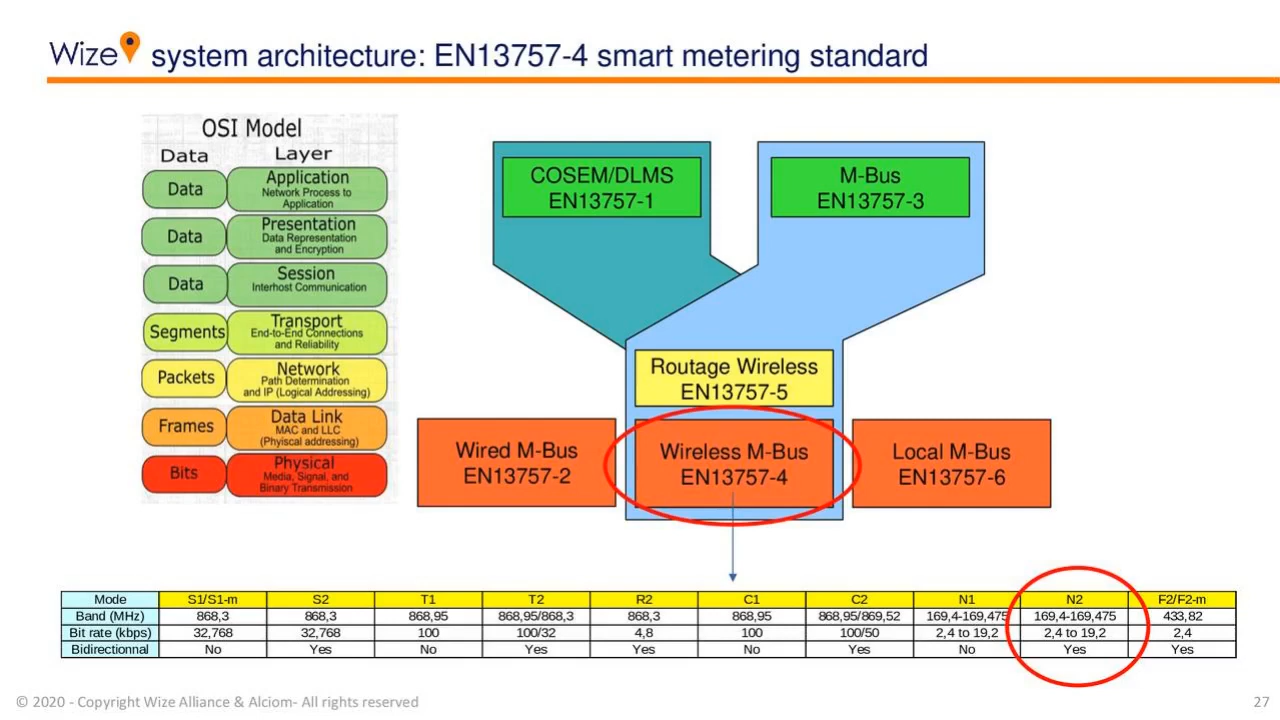 Wize system architecture: EN13757-4 smart metering standard
OSI Model
Data Layer
Data Application
Network Process to
Application
Data Presentation
Data Representation
and Encryption
Data Session
Interhost Communication
Segments Transport
End-to-End Connections
and Reliability
Packets Network
Path Determination
and IP (Logical Addressing)
Frames Data Link
MAC and LLC
(Phyiscal addressing)
Bits Physical
Media, Signal, and
Binary Transmission
COSEM/DLMS
EN13757-1
M-Bus
EN13757-3
Routage Wireless
EN13757-5
Wired M-Bus
EN13757-2
Wireless M-Bus
EN13757-4
Local M-Bus
EN13757-6
Mode S1/S1-m S2 T1 T2 R2 C1 C2 N1 N2 F2/F2-m
Band (MHz) 868,3 868,3 868,95 868,95/868,3 868,3 868,95 868,95/869,52 169,4-169,475 169,4-169,475 433,82
Bit rate (kbps) 32,768 32,768 100 100/32 4,8 100 100/50 2,4 to 19,2 2,4 to 19,2 2,4
Bidirectionnal No Yes No Yes Yes No Yes No Yes Yes
© 2020 - Copyright Wize Alliance & Alciom- All rights reserved
27